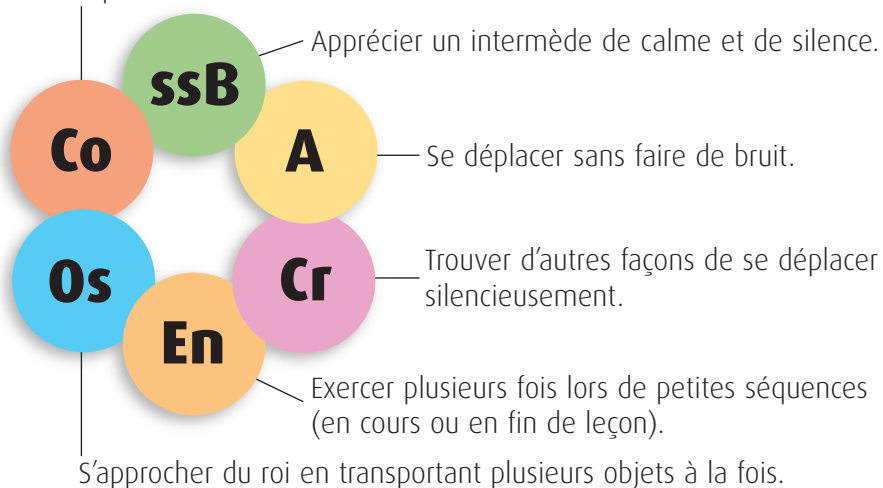 ssB
Apprécier un intermède de calme et de silence.
Co
A
Se déplacer sans faire de bruit.
Os
Cr
Trouver d'autres façons de se déplacer
silencieusement.
En
Exercer plusieurs fois lors de petites séquences
(en cours ou en fin de leçon).
S'approcher du roi en transportant plusieurs objets à la fois.